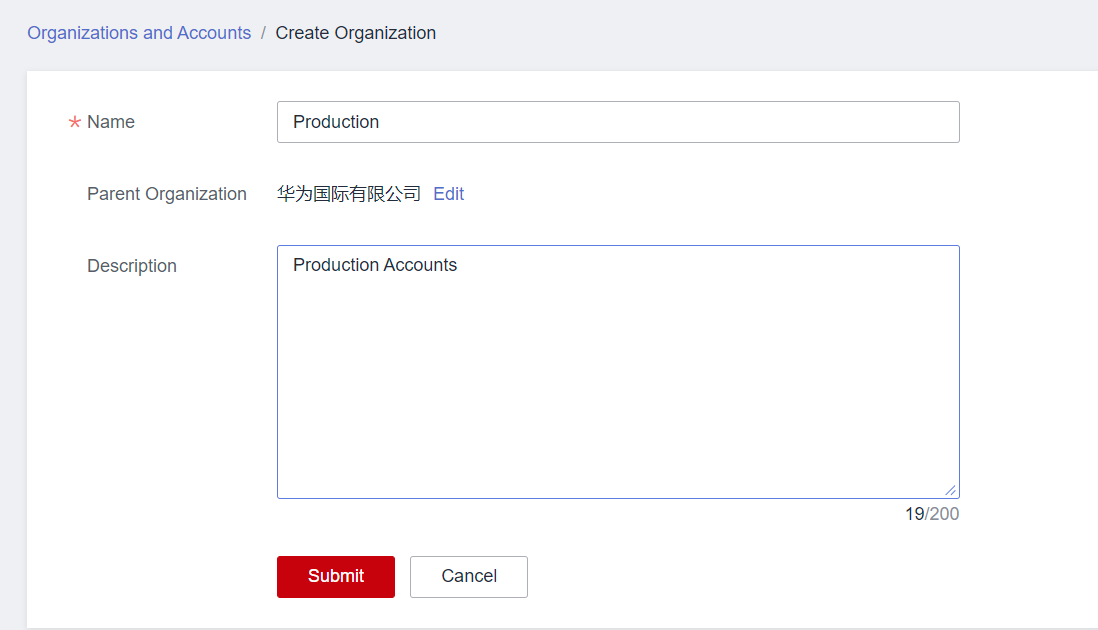 Organizations and Accounts / Create Organization
* Name Production
Parent Organization 华为国际有限公司 Edit
Description Production Accounts
19/200
Submit Cancel